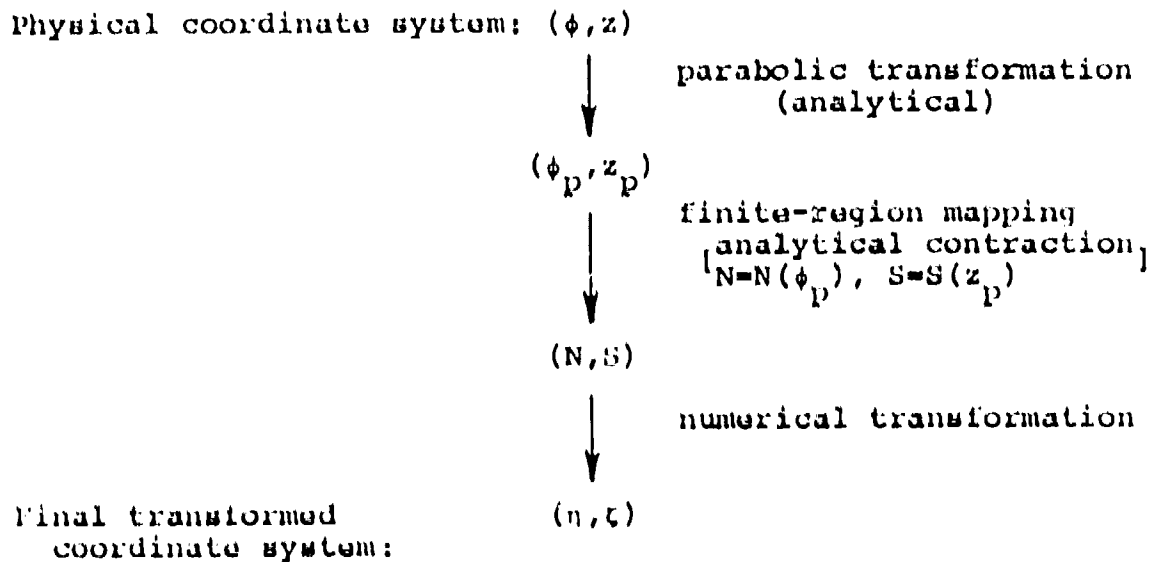 Physical coordinate system: (ϕ,z)
parabolic transformation
(analytical)
(ϕ_p,z_p)
finite-region mapping
[analytical contraction]
N=N(ϕ_p), S=S(z_p)
(N,S)
numerical transformation
Final transformed (η,ζ)
coordinate system: